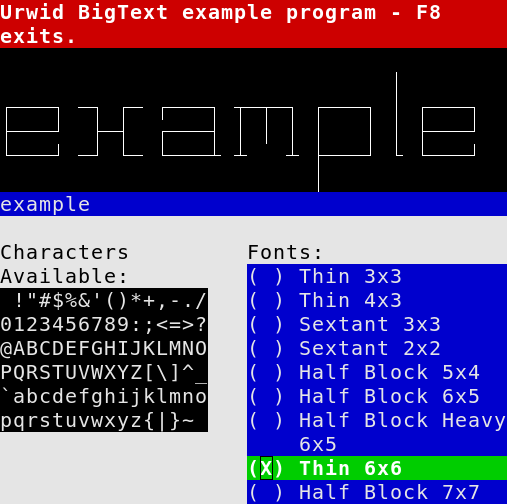 Urwid BigText example program - F8
exits.
example
example
Characters
Available:
 !"#$%&'()*+,-./
0123456789:;<=>?
@ABCDEFGHIJKLMNO
PQRSTUVWXYZ[\]^_
`abcdefghijklmno
pqrstuvwxyz{|}~
Fonts:
( ) Thin 3x3
( ) Thin 4x3
( ) Sextant 3x3
( ) Sextant 2x2
( ) Half Block 5x4
( ) Half Block 6x5
( ) Half Block Heavy
6x5
(X) Thin 6x6
( ) Half Block 7x7